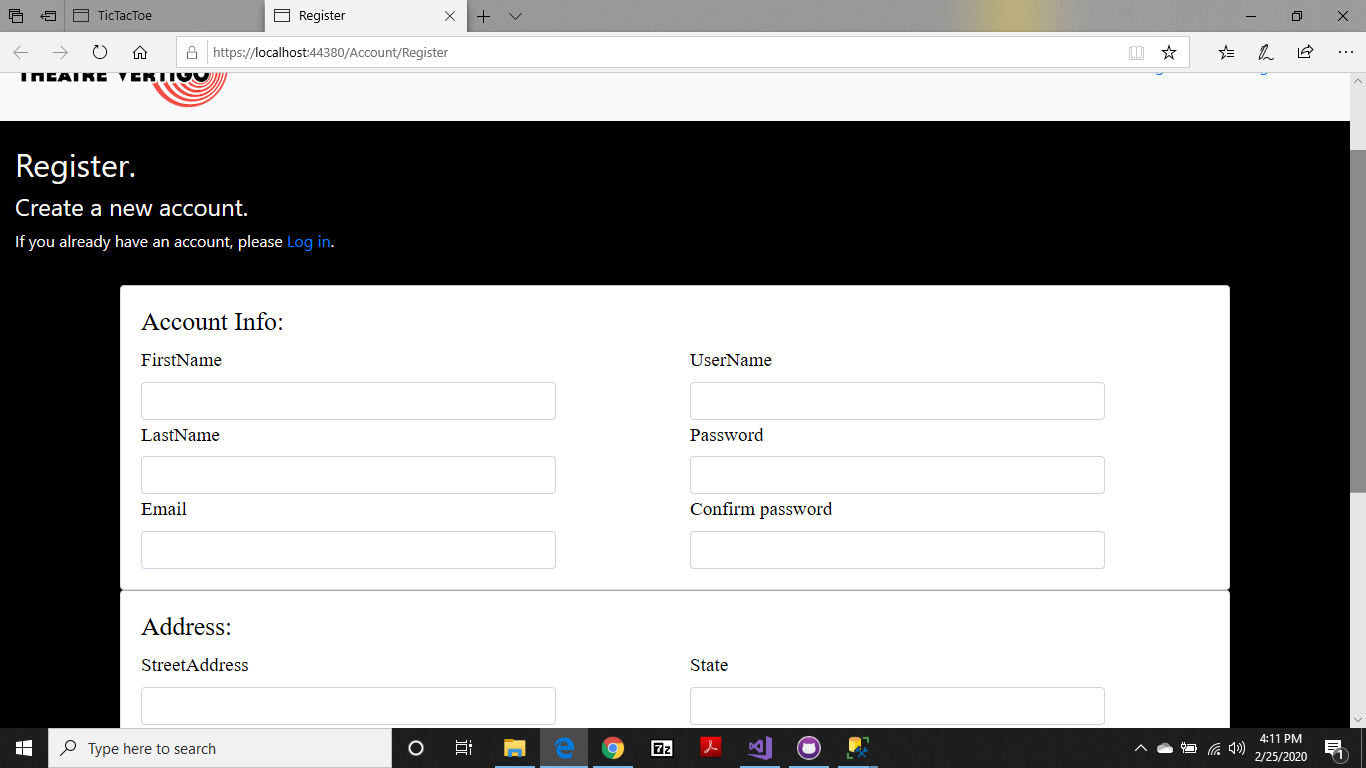 TicTacToe
Register
https://localhost:44380/Account/Register
THEATRE VERTIGO
Register.
Create a new account.
If you already have an account, please Log in.
Account Info:
FirstName
UserName
LastName
Password
Email
Confirm password
Address:
StreetAddress
State
Type here to search
7z
4:11 PM
2/25/2020
1